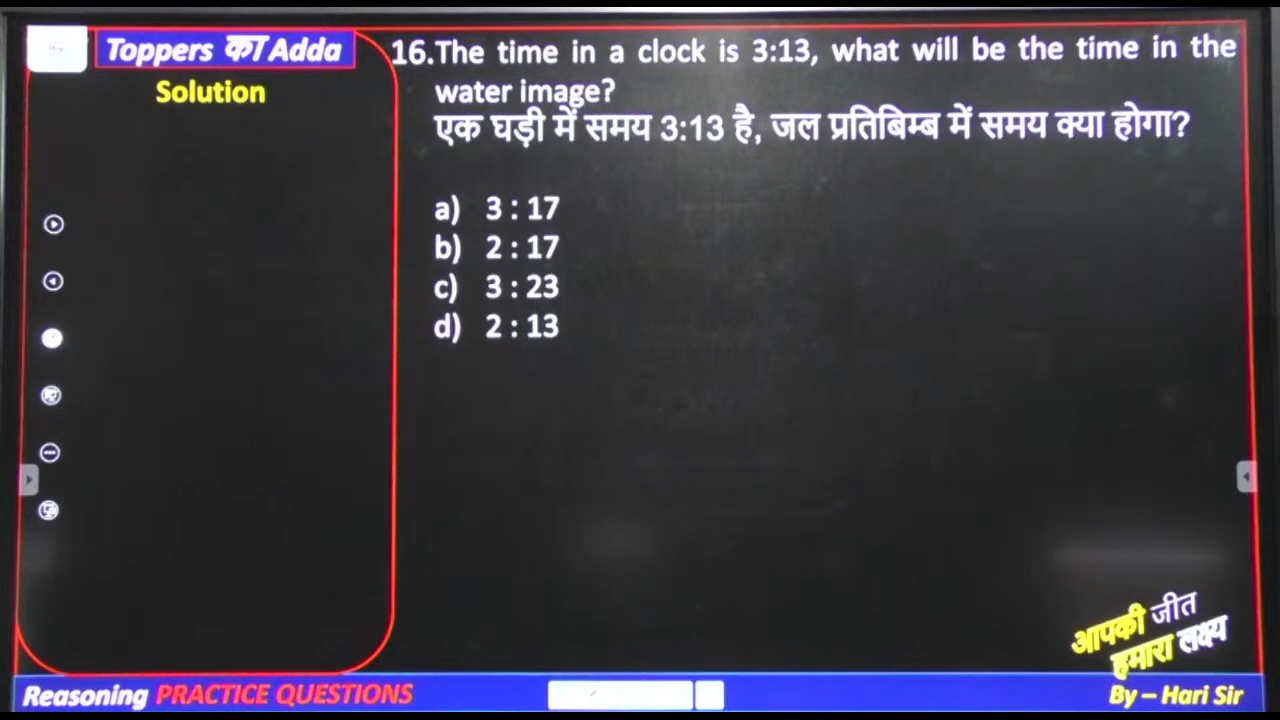 Toppers का Adda
Solution
16.The time in a clock is 3:13, what will be the time in the
water image?
एक घड़ी में समय 3:13 है, जल प्रतिबिम्ब में समय क्या होगा?
a) 3 : 17
b) 2 : 17
c) 3 : 23
d) 2 : 13
आपकी जीत
हमारा लक्ष्य
Reasoning PRACTICE QUESTIONS
By – Hari Sir